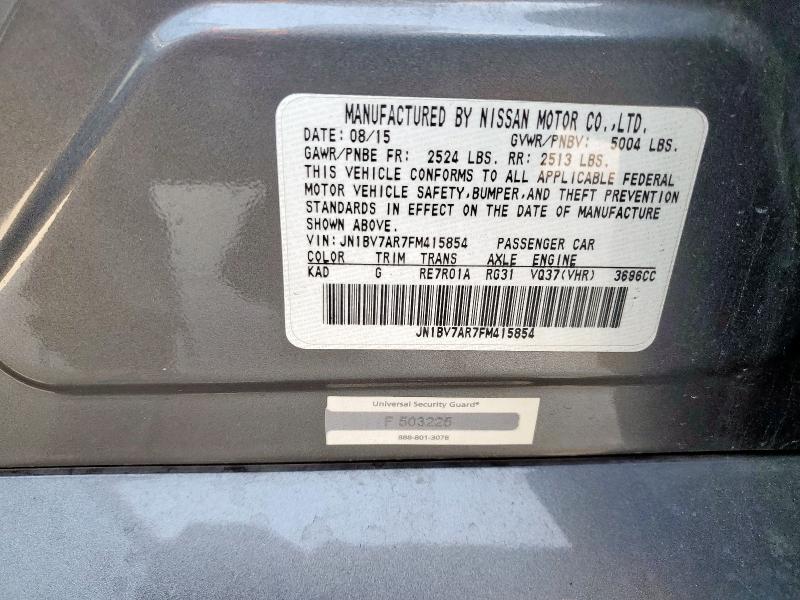 MANUFACTURED BY NISSAN MOTOR CO.,LTD.
DATE: 08/15 GVWR/PNBV: 5004 LBS.
GAWR/PNBE FR: 2524 LBS. RR: 2513 LBS.
THIS VEHICLE CONFORMS TO ALL APPLICABLE FEDERAL
MOTOR VEHICLE SAFETY,BUMPER,AND THEFT PREVENTION
STANDARDS IN EFFECT ON THE DATE OF MANUFACTURE
SHOWN ABOVE.
VIN:JN1BV7AR7FM415854 PASSENGER CAR
COLOR TRIM TRANS AXLE ENGINE
KAD G RE7R01A RG31 VQ37(VHR) 3696CC
JN1BV7AR7FM415854
Universal Security Guard®
F 503225
888-801-3078